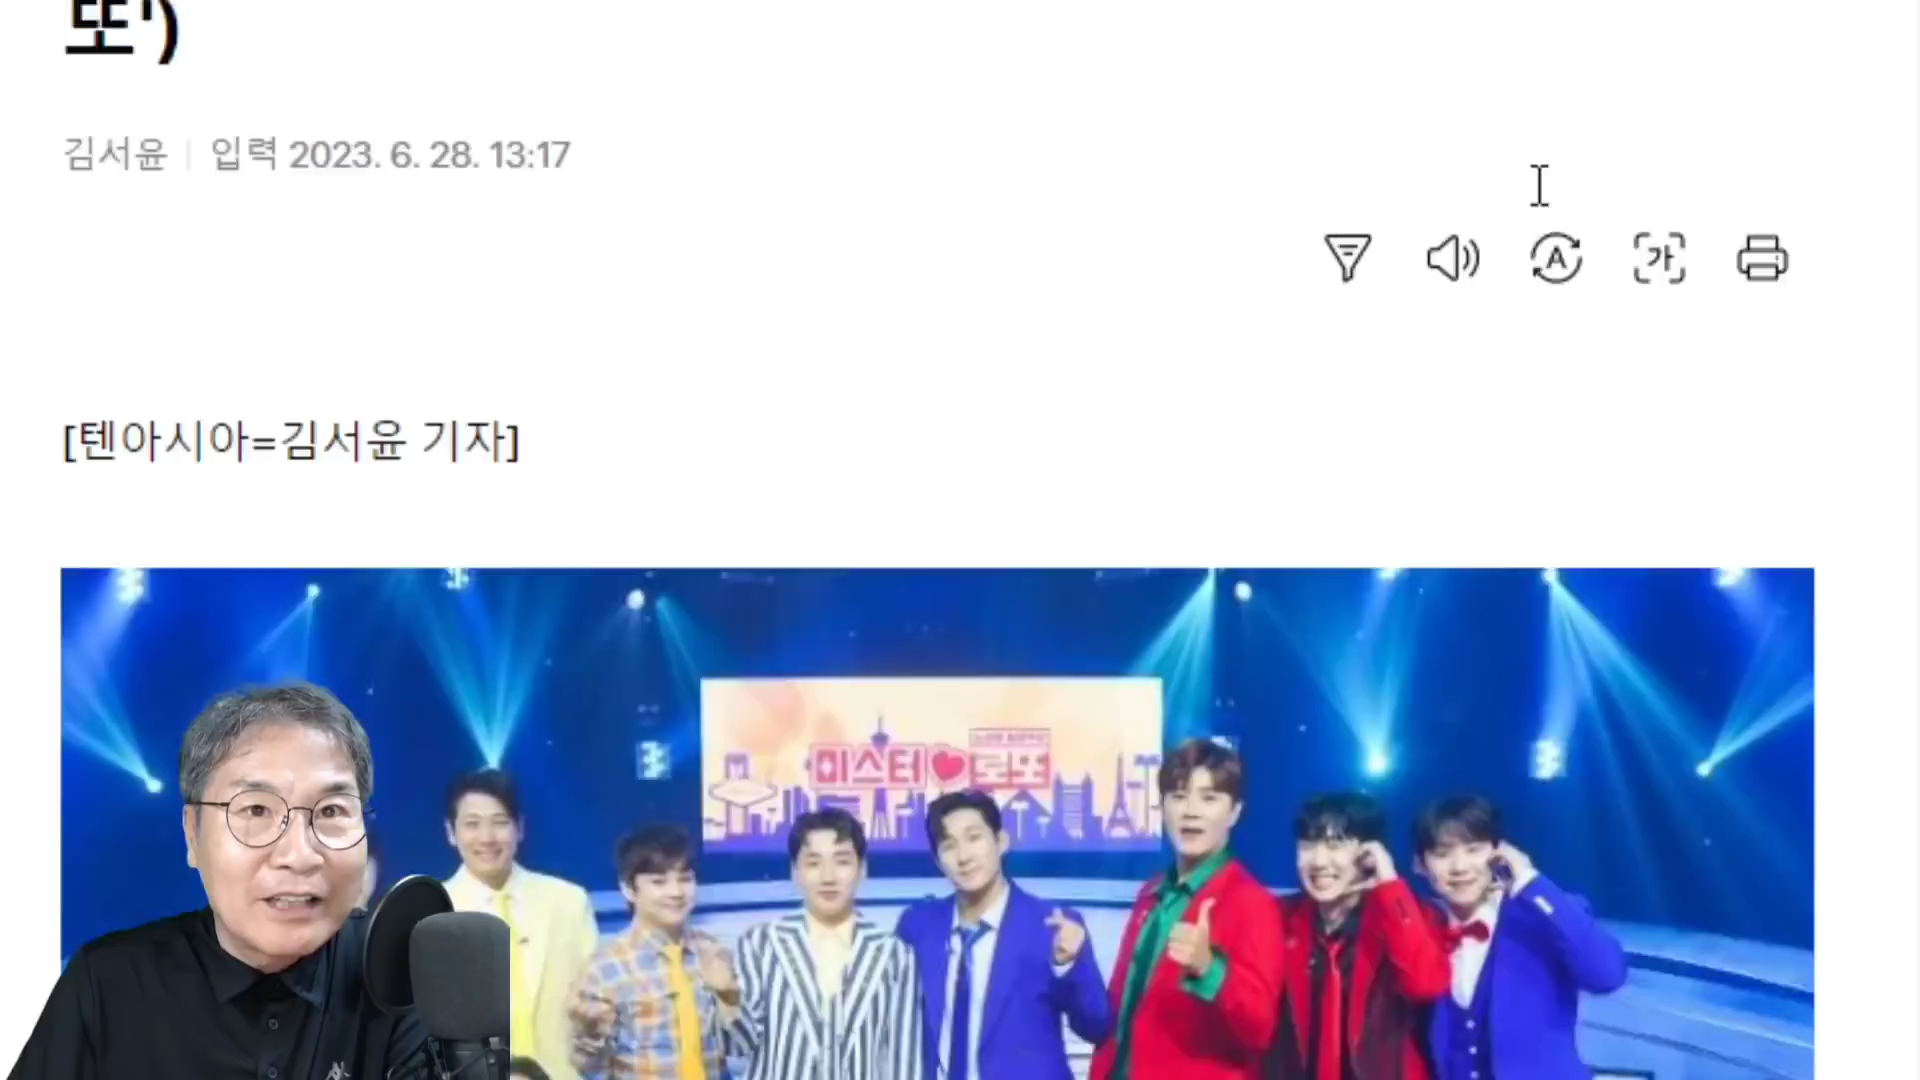 또')
김서윤 | 입력 2023. 6. 28. 13:17
A
가
[텐아시아=김서윤 기자]
미스터❤로또